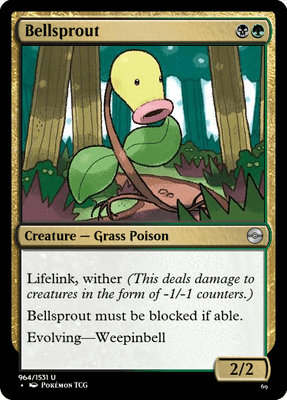 Bellsprout
Creature — Grass Poison
Lifelink, wither (This deals damage to
creatures in the form of -1/-1 counters.)
Bellsprout must be blocked if able.
Evolving—Weepinbell
2/2
964/1531 U
• Pokémon TCG